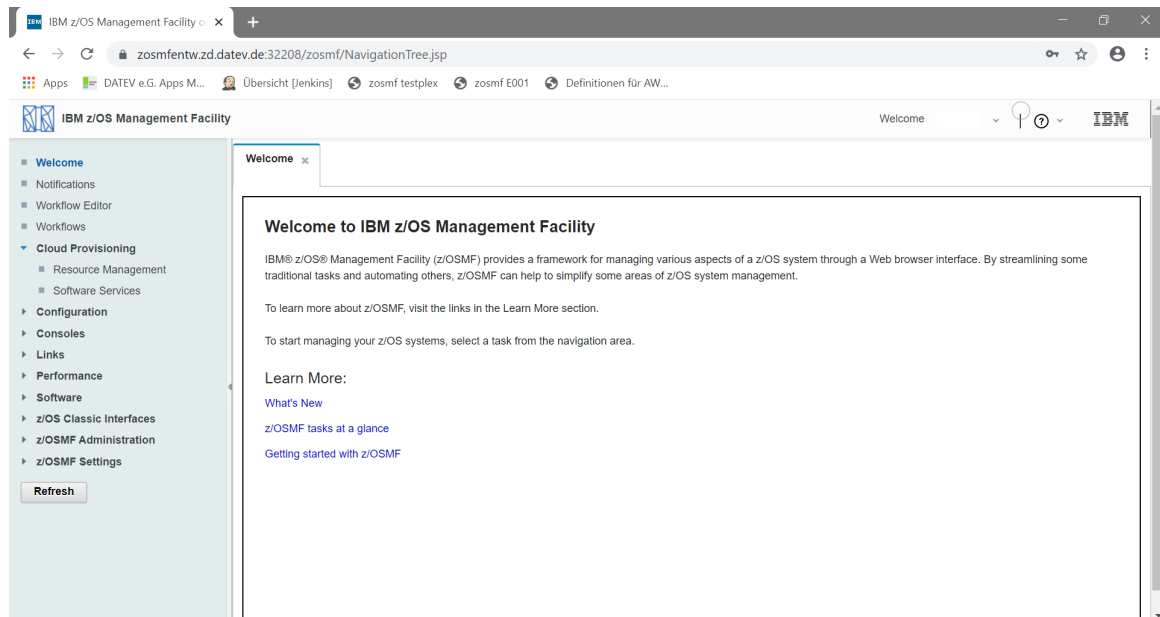 IBM z/OS Management Facility o
zosmfentw.zd.datev.de:32208/zosmf/NavigationTree.jsp
Apps DATEV e.G. Apps M... Übersicht [Jenkins] zosmf testplex zosmf E001 Definitionen für AW...
IBM z/OS Management Facility Welcome IBM
Welcome
Notifications
Workflow Editor
Workflows
Cloud Provisioning
Resource Management
Software Services
Configuration
Consoles
Links
Performance
Software
z/OS Classic Interfaces
z/OSMF Administration
z/OSMF Settings
Refresh
Welcome
Welcome to IBM z/OS Management Facility
IBM® z/OS® Management Facility (z/OSMF) provides a framework for managing various aspects of a z/OS system through a Web browser interface. By streamlining some
traditional tasks and automating others, z/OSMF can help to simplify some areas of z/OS system management.
To learn more about z/OSMF, visit the links in the Learn More section.
To start managing your z/OS systems, select a task from the navigation area.
Learn More:
What's New
z/OSMF tasks at a glance
Getting started with z/OSMF